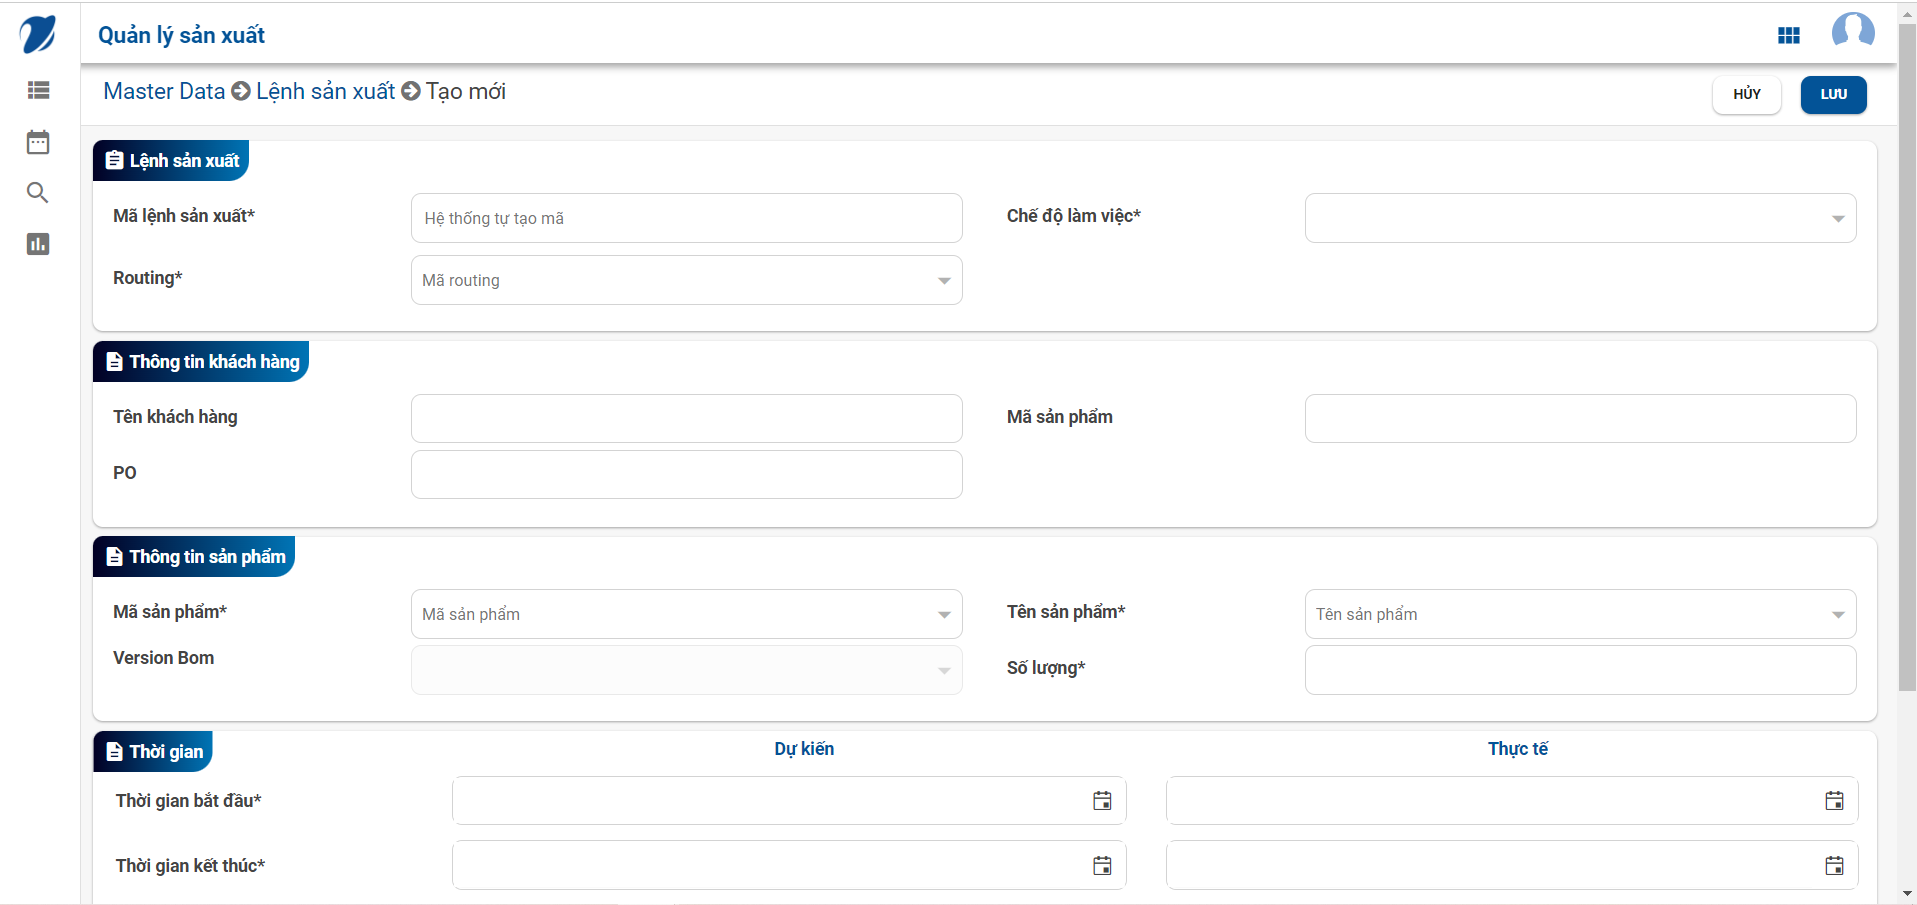 Quản lý sản xuất
Master Data Lệnh sản xuất Tạo mới
HỦY LƯU
Lệnh sản xuất
Mã lệnh sản xuất* Hệ thống tự tạo mã Chế độ làm việc*
Routing* Mã routing
Thông tin khách hàng
Tên khách hàng Mã sản phẩm
PO
Thông tin sản phẩm
Mã sản phẩm* Mã sản phẩm Tên sản phẩm* Tên sản phẩm
Version Bom Số lượng*
Thời gian Dự kiến Thực tế
Thời gian bắt đầu*
Thời gian kết thúc*